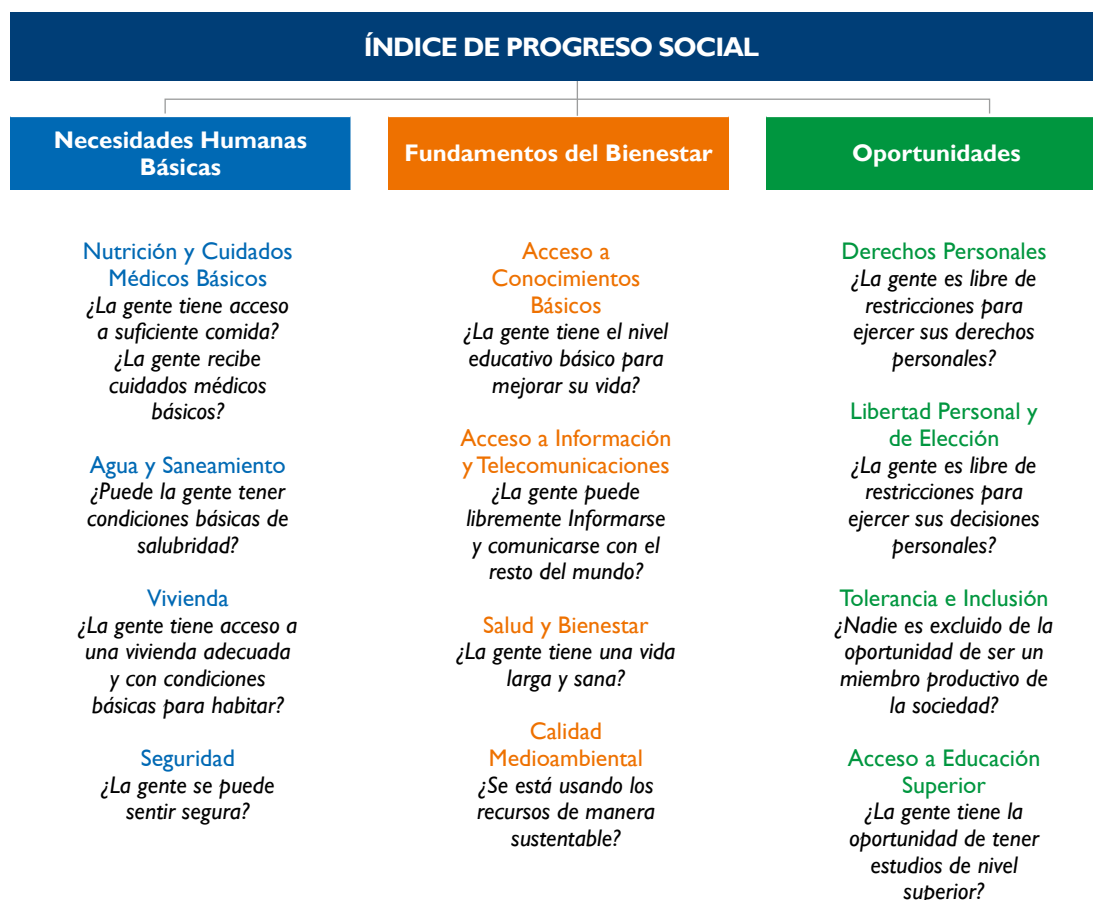 ÍNDICE DE PROGRESO SOCIAL
Necesidades Humanas
Básicas
Nutrición y Cuidados
Médicos Básicos
¿La gente tiene acceso
a suficiente comida?
¿La gente recibe
cuidados médicos
básicos?
Agua y Saneamiento
¿Puede la gente tener
condiciones básicas de
salubridad?
Vivienda
¿La gente tiene acceso a
una vivienda adecuada
y con condiciones
básicas para habitar?
Seguridad
¿La gente se puede
sentir segura?
Fundamentos del Bienestar
Acceso a
Conocimientos
Básicos
¿La gente tiene el nivel
educativo básico para
mejorar su vida?
Acceso a Información
y Telecomunicaciones
¿La gente puede
libremente Informarse
y comunicarse con el
resto del mundo?
Salud y Bienestar
¿La gente tiene una vida
larga y sana?
Calidad
Medioambiental
¿Se está usando los
recursos de manera
sustentable?
Oportunidades
Derechos Personales
¿La gente es libre de
restricciones para
ejercer sus derechos
personales?
Libertad Personal y
de Elección
¿La gente es libre de
restricciones para
ejercer sus decisiones
personales?
Tolerancia e Inclusión
¿Nadie es excluido de la
oportunidad de ser un
miembro productivo de
la sociedad?
Acceso a Educación
Superior
¿La gente tiene la
oportunidad de tener
estudios de nivel
superior?